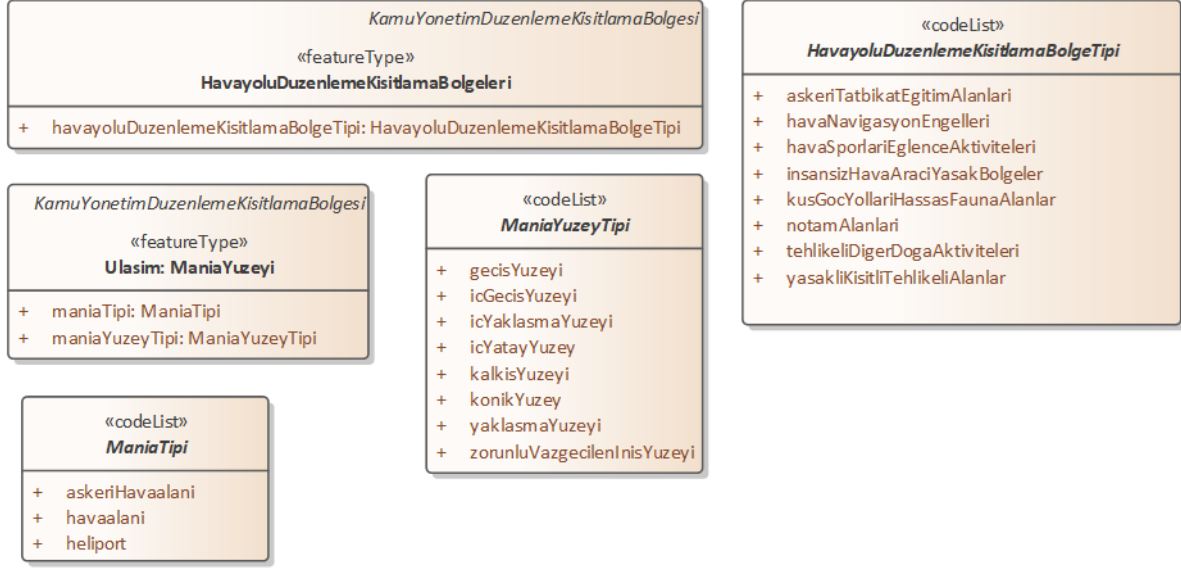 KamuYonetimDuzenlemeKisitlamaBolgesi
«featureType»
HavayoluDuzenlemeKisitlamaBolgeleri
+ havayoluDuzenlemeKisitlamaBolgeTipi: HavayoluDuzenlemeKisitlamaBolgeTipi
KamuYonetimDuzenlemeKisitlamaBolgesi
«featureType»
Ulasim: ManiaYuzeyi
+ maniaTipi: ManiaTipi
+ maniaYuzeyTipi: ManiaYuzeyTipi
«codeList»
ManiaTipi
+ askeriHavaalani
+ havaalani
+ heliport
«codeList»
ManiaYuzeyTipi
+ gecisYuzeyi
+ icGecisYuzeyi
+ icYaklasmaYuzeyi
+ icYatayYuzey
+ kalkisYuzeyi
+ konikYuzey
+ yaklasmaYuzeyi
+ zorunluVazgecilenInisYuzeyi
«codeList»
HavayoluDuzenlemeKisitlamaBolgeTipi
+ askeriTatbikatEgitimAlanlari
+ havaNavigasyonEngelleri
+ havaSporlariEglenceAktiviteleri
+ insansizHavaAraciYasakBolgeler
+ kusGocYollariHassasFaunaAlanlar
+ notamAlanlari
+ tehlikeliDigerDogaAktiviteleri
+ yasakliKisitliTehlikeliAlanlar